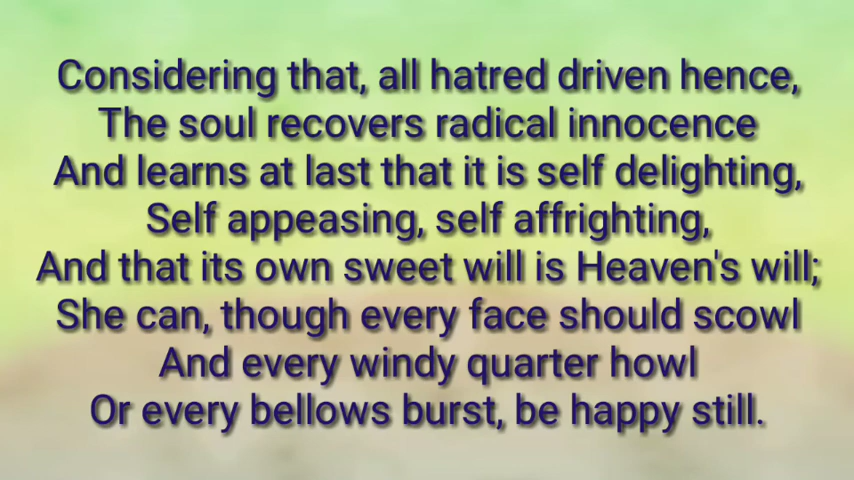 Considering that, all hatred driven hence,
The soul recovers radical innocence
And learns at last that it is self delighting,
Self appeasing, self affrighting,
And that its own sweet will is Heaven's will;
She can, though every face should scowl
And every windy quarter howl
Or every bellows burst, be happy still.